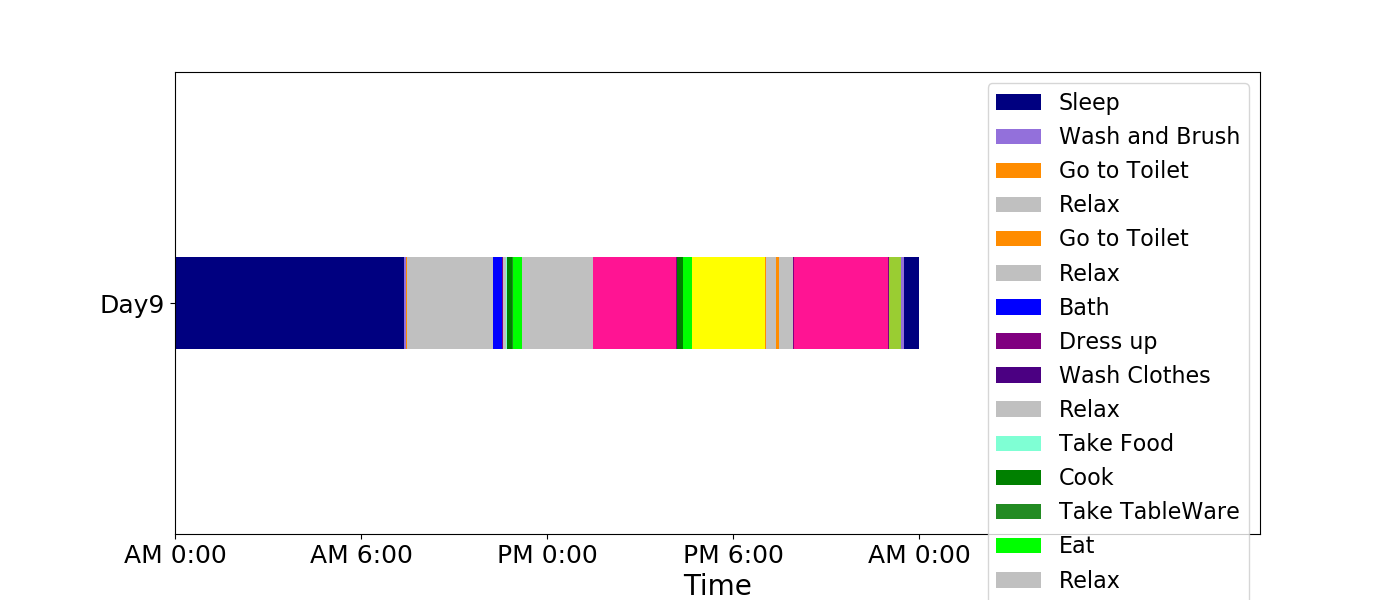 Sleep
Wash and Brush
Go to Toilet
Relax
Go to Toilet
Relax
Bath
Dress up
Wash Clothes
Relax
Take Food
Cook
Take TableWare
Eat
Relax
Day9
AM 0:00 AM 6:00 PM 0:00 PM 6:00 AM 0:00
Time